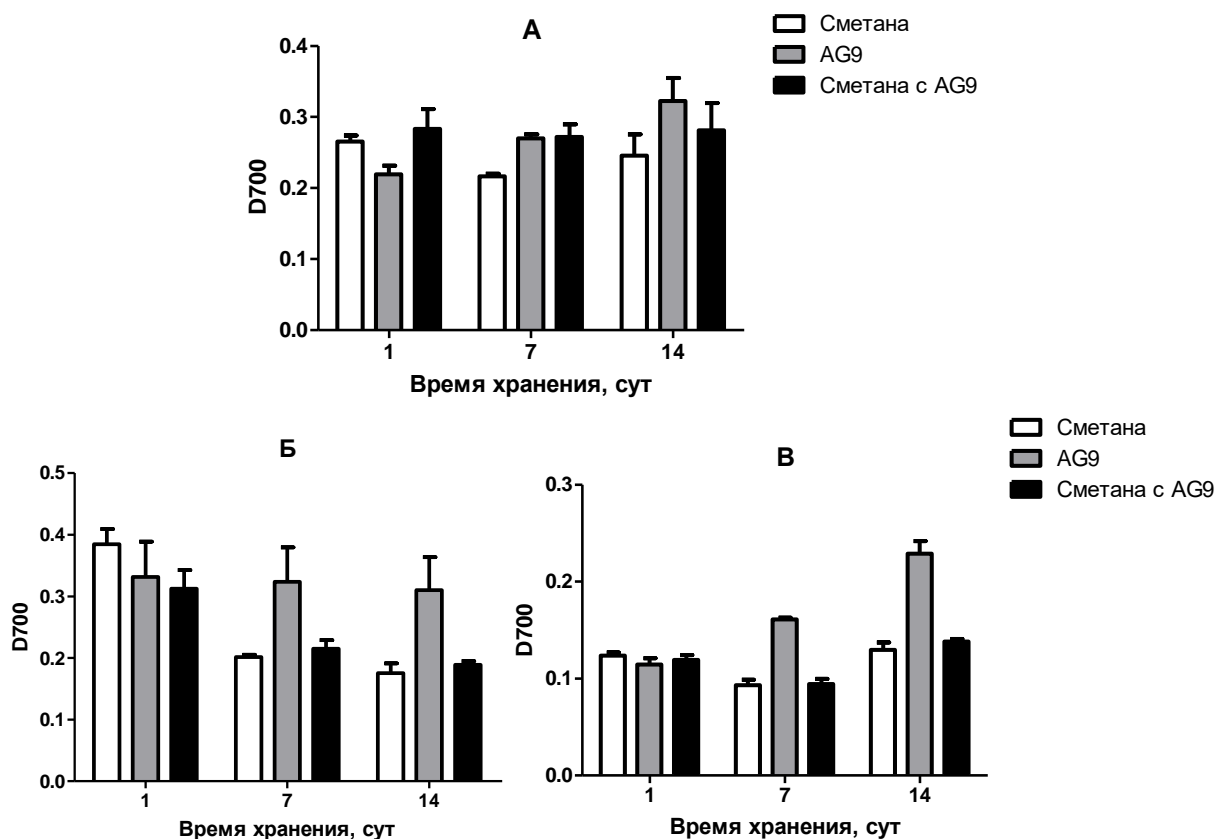 А
Сметана
AG9
Сметана с AG9
0.4
0.3
0.2
0.1
0.0
D700
1 7 14
Время хранения, сут
Б
0.5
0.4
0.3
0.2
0.1
0.0
D700
1 7 14
Время хранения, сут
В
Сметана
AG9
Сметана с AG9
0.3
0.2
0.1
0.0
D700
1 7 14
Время хранения, сут